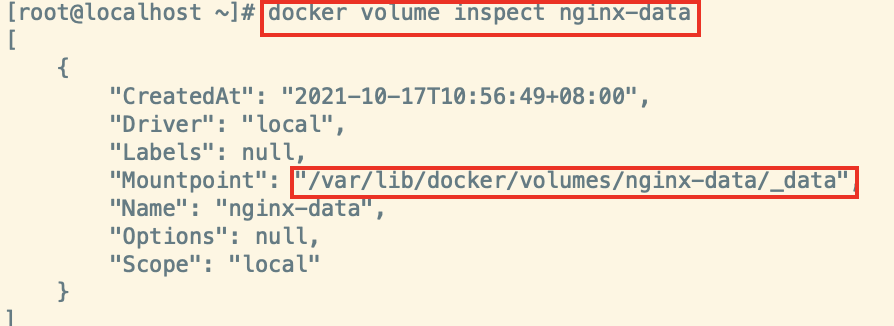 [root@localhost ~]# docker volume inspect nginx-data
[
    {
        "CreatedAt": "2021-10-17T10:56:49+08:00",
        "Driver": "local",
        "Labels": null,
        "Mountpoint": "/var/lib/docker/volumes/nginx-data/_data",
        "Name": "nginx-data",
        "Options": null,
        "Scope": "local"
    }
]